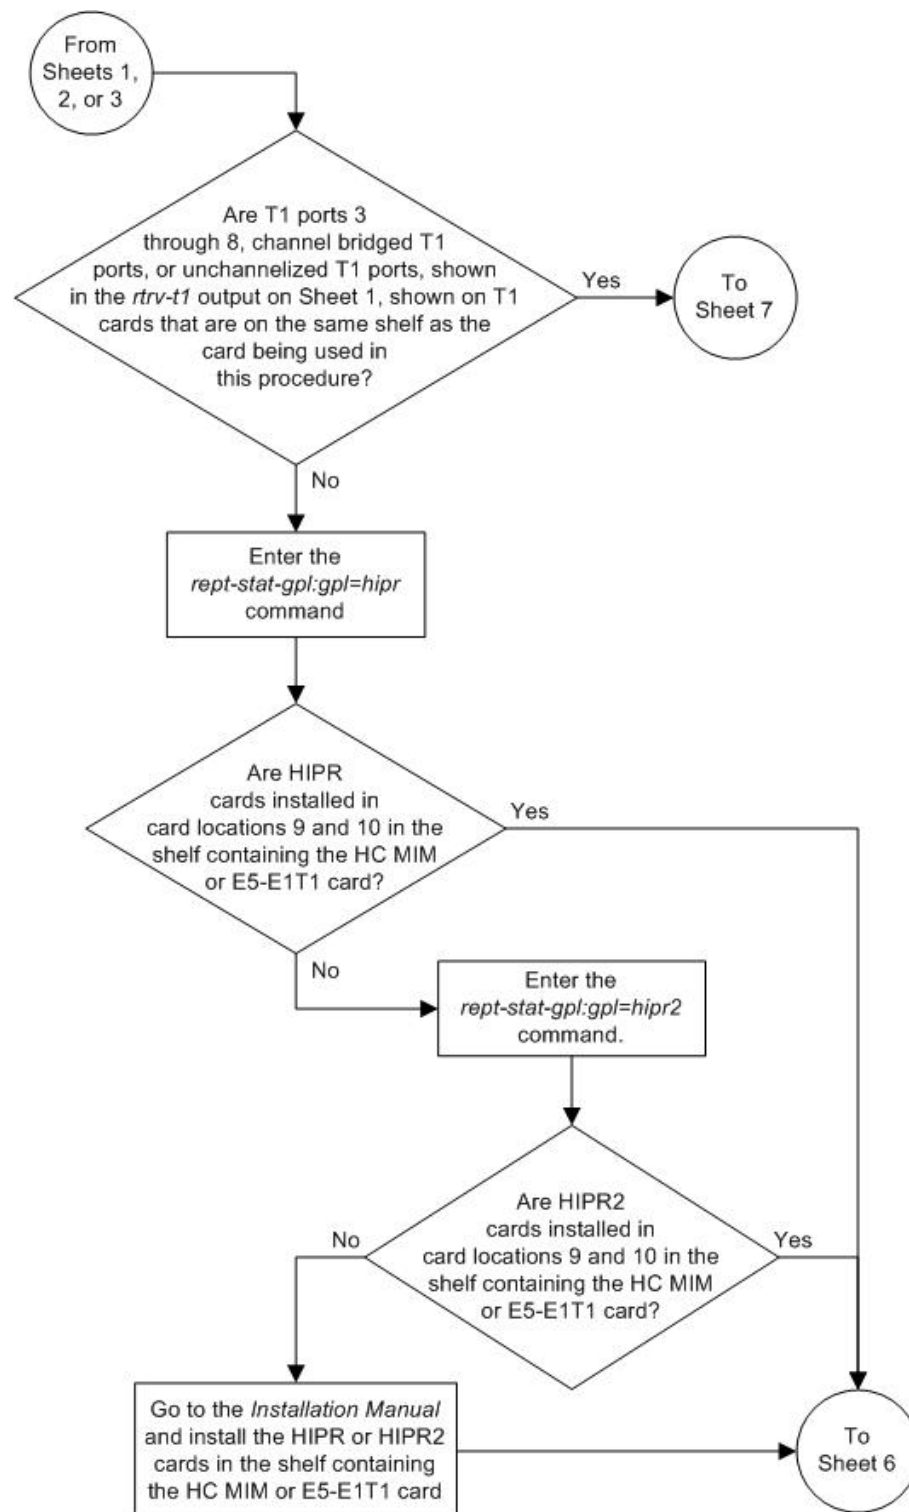 From
Sheets 1,
2, or 3
Are T1 ports 3
through 8, channel bridged T1
ports, or unchannelized T1 ports, shown
in the rtrv-t1 output on Sheet 1, shown on T1
cards that are on the same shelf as the
card being used in
this procedure?
Yes
To
Sheet 7
No
Enter the
rept-stat-gpl:gpl=hipr
command
Are HIPR
cards installed in
card locations 9 and 10 in the
shelf containing the HC MIM
or E5-E1T1 card?
Yes
No
Enter the
rept-stat-gpl:gpl=hipr2
command.
Are HIPR2
cards installed in
card locations 9 and 10 in the
shelf containing the HC MIM
or E5-E1T1 card?
No
Yes
Go to the Installation Manual
and install the HIPR or HIPR2
cards in the shelf containing
the HC MIM or E5-E1T1 card
To
Sheet 6